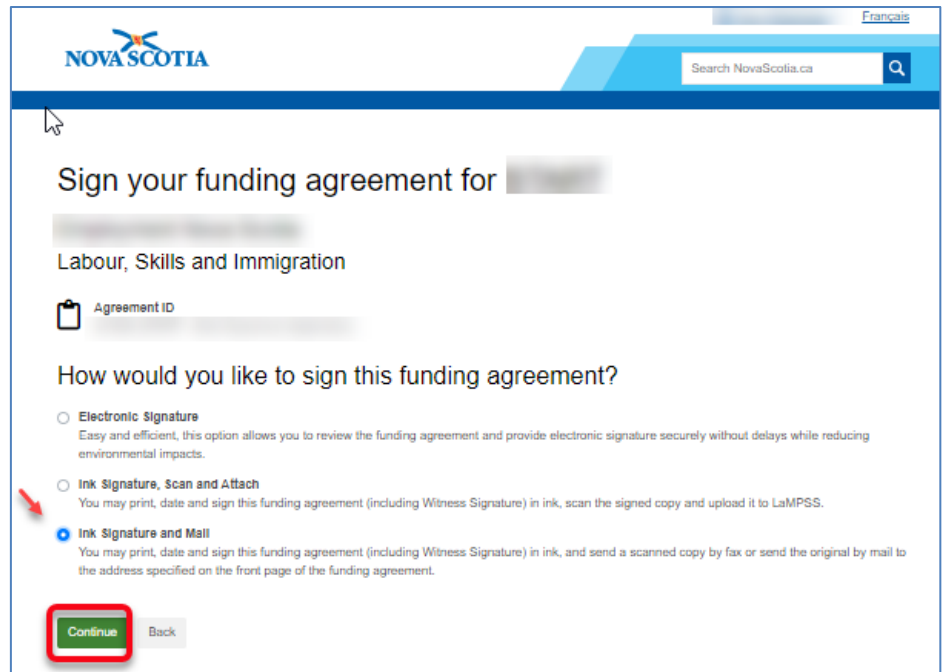 Français
NOVA SCOTIA
Search NovaScotia.ca
Sign your funding agreement for
Labour, Skills and Immigration
Agreement ID
How would you like to sign this funding agreement?
Electronic Signature
Easy and efficient, this option allows you to review the funding agreement and provide electronic signature securely without delays while reducing
environmental impacts.
Ink Signature, Scan and Attach
You may print, date and sign this funding agreement (including Witness Signature) in ink, scan the signed copy and upload it to LaMPSS.
Ink Signature and Mail
You may print, date and sign this funding agreement (including Witness Signature) in ink, and send a scanned copy by fax or send the original by mail to
the address specified on the front page of the funding agreement.
Continue Back